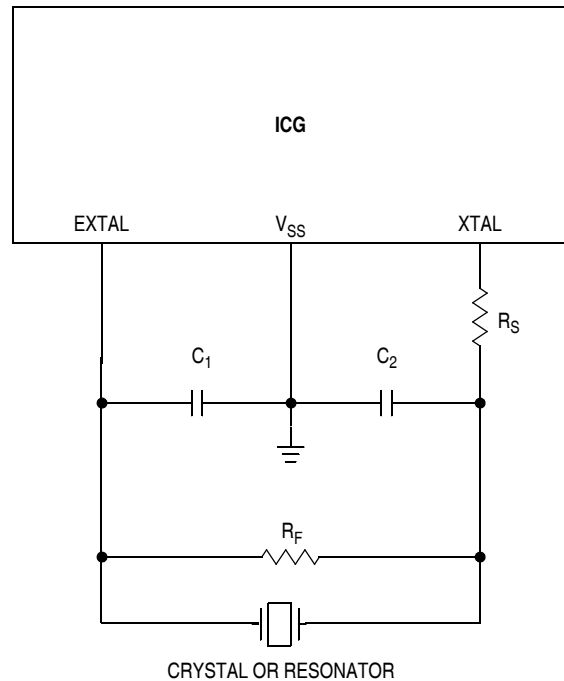 ICG
EXTAL
VSS
XTAL
RS
C1
C2
RF
CRYSTAL OR RESONATOR